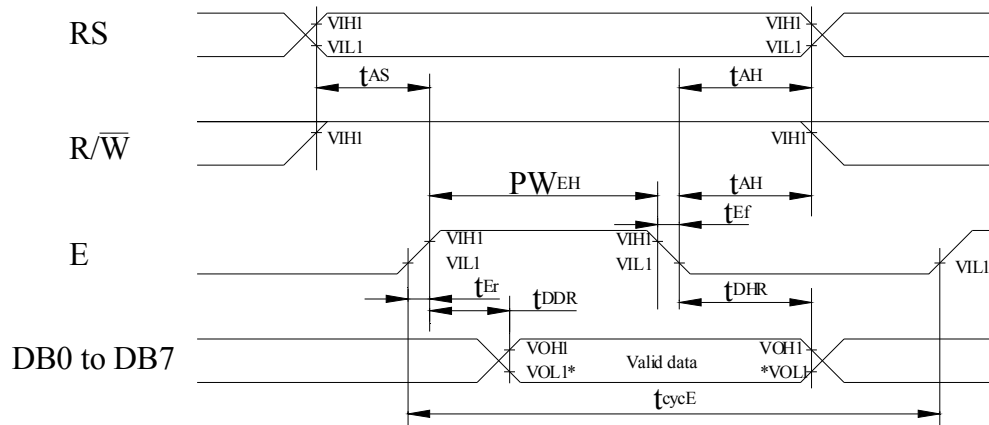 RS
VIH1
VIL1
VIH1
VIL1
tAS
tAH
R/W̅
VIH1
VIH1
PWEH
tAH
tEf
E
VIH1
VIL1
VIH1
VIL1
VIL1
tEr
tDDR
tDHR
DB0 to DB7
VOH1
VOL1*
Valid data
VOH1
*VOL1
tcycE